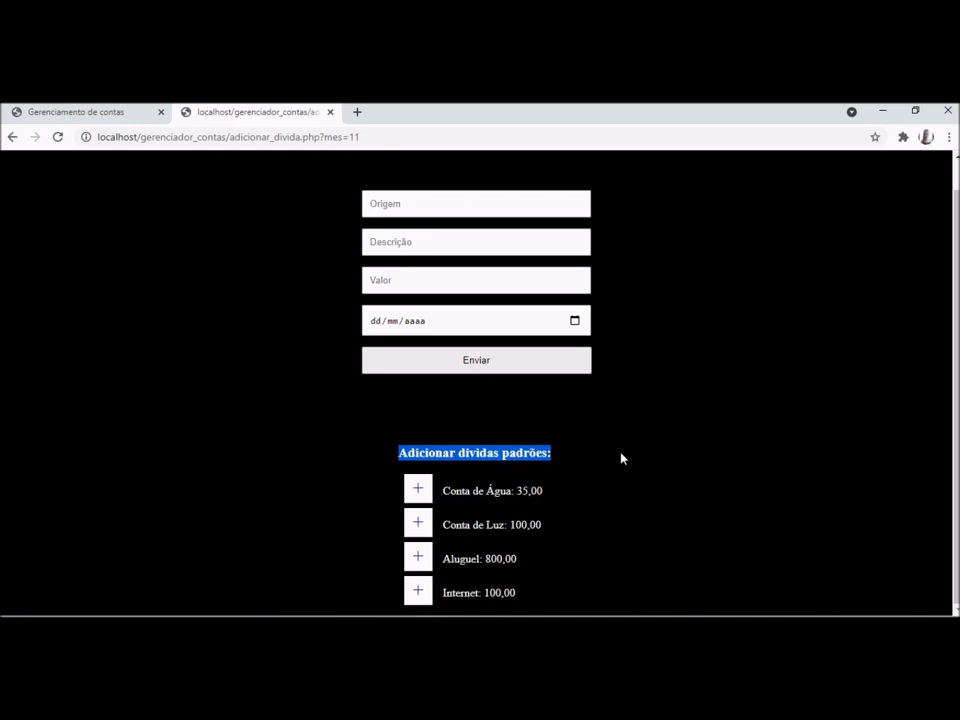 Gerenciamento de contas
localhost/gerenciador_contas/ad
localhost/gerenciador_contas/adicionar_divida.php?mes=11
Origem
Descrição
Valor
dd/mm/aaaa
Enviar
Adicionar dividas padrões:
+ Conta de Água: 35,00
+ Conta de Luz: 100,00
+ Aluguel: 800,00
+ Internet: 100,00